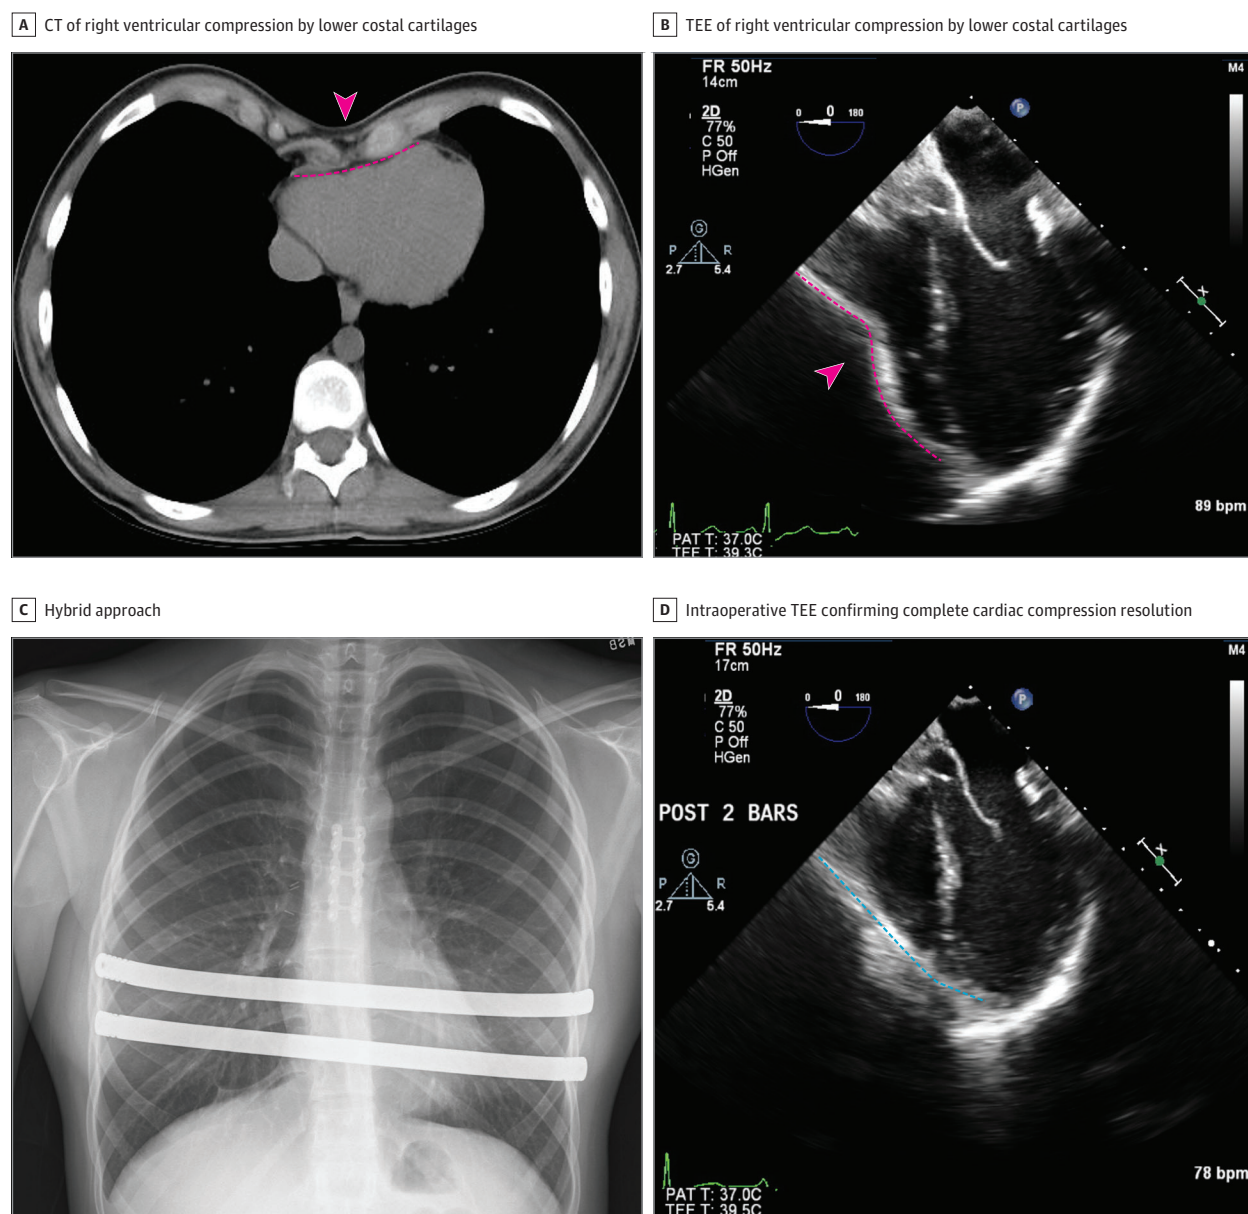 A CT of right ventricular compression by lower costal cartilages
B TEE of right ventricular compression by lower costal cartilages
FR 50Hz
14cm
M4
P
2D
77%
C 50
P Off
HGen
0 0 180
G
P R
2.7 5.4
X
89 bpm
PAT T: 37.0C
TEE T: 39.3C
C Hybrid approach
D Intraoperative TEE confirming complete cardiac compression resolution
FR 50Hz
17cm
M4
P
2D
77%
C 50
P Off
HGen
0 0 180
POST 2 BARS
G
P R
2.7 5.4
X
78 bpm
PAT T: 37.0C
TEE T: 39.5C